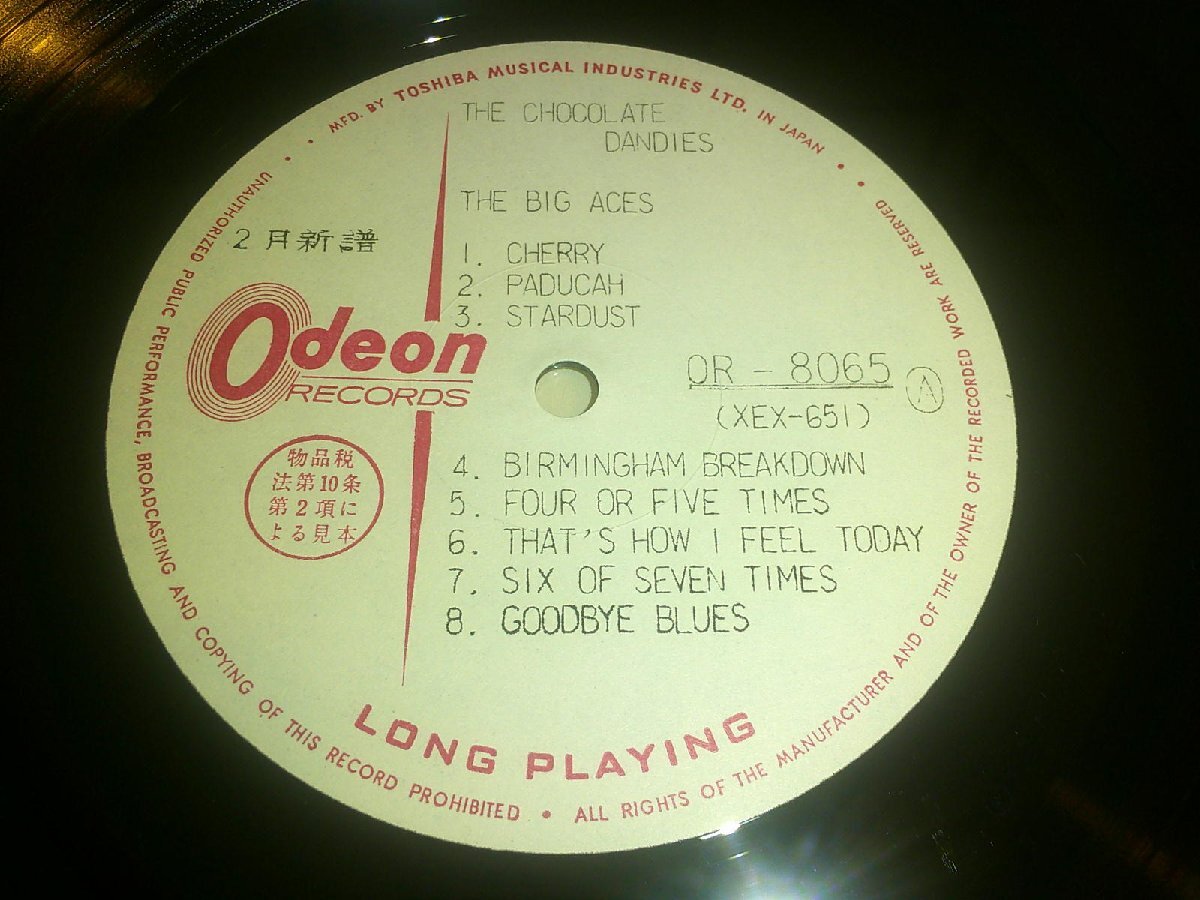 MFD. BY TOSHIBA MUSICAL INDUSTRIES LTD. IN JAPAN
THE CHOCOLATE
DANDIES
THE BIG ACES
2月新譜
1. CHERRY
2. PADUCAH
3. STARDUST
Odeon
RECORDS
OR - 8065 A
(XEX-651)
物品税
法第10条
第2項に
よる見本
4. BIRMINGHAM BREAKDOWN
5. FOUR OR FIVE TIMES
6. THAT'S HOW I FEEL TODAY
7. SIX OF SEVEN TIMES
8. GOODBYE BLUES
LONG PLAYING
UNAUTHORIZED PUBLIC PERFORMANCE, BROADCASTING AND COPYING OF THIS RECORD PROHIBITED • ALL RIGHTS OF THE MANUFACTURER AND OF THE OWNER OF THE RECORDED WORK ARE RESERVED